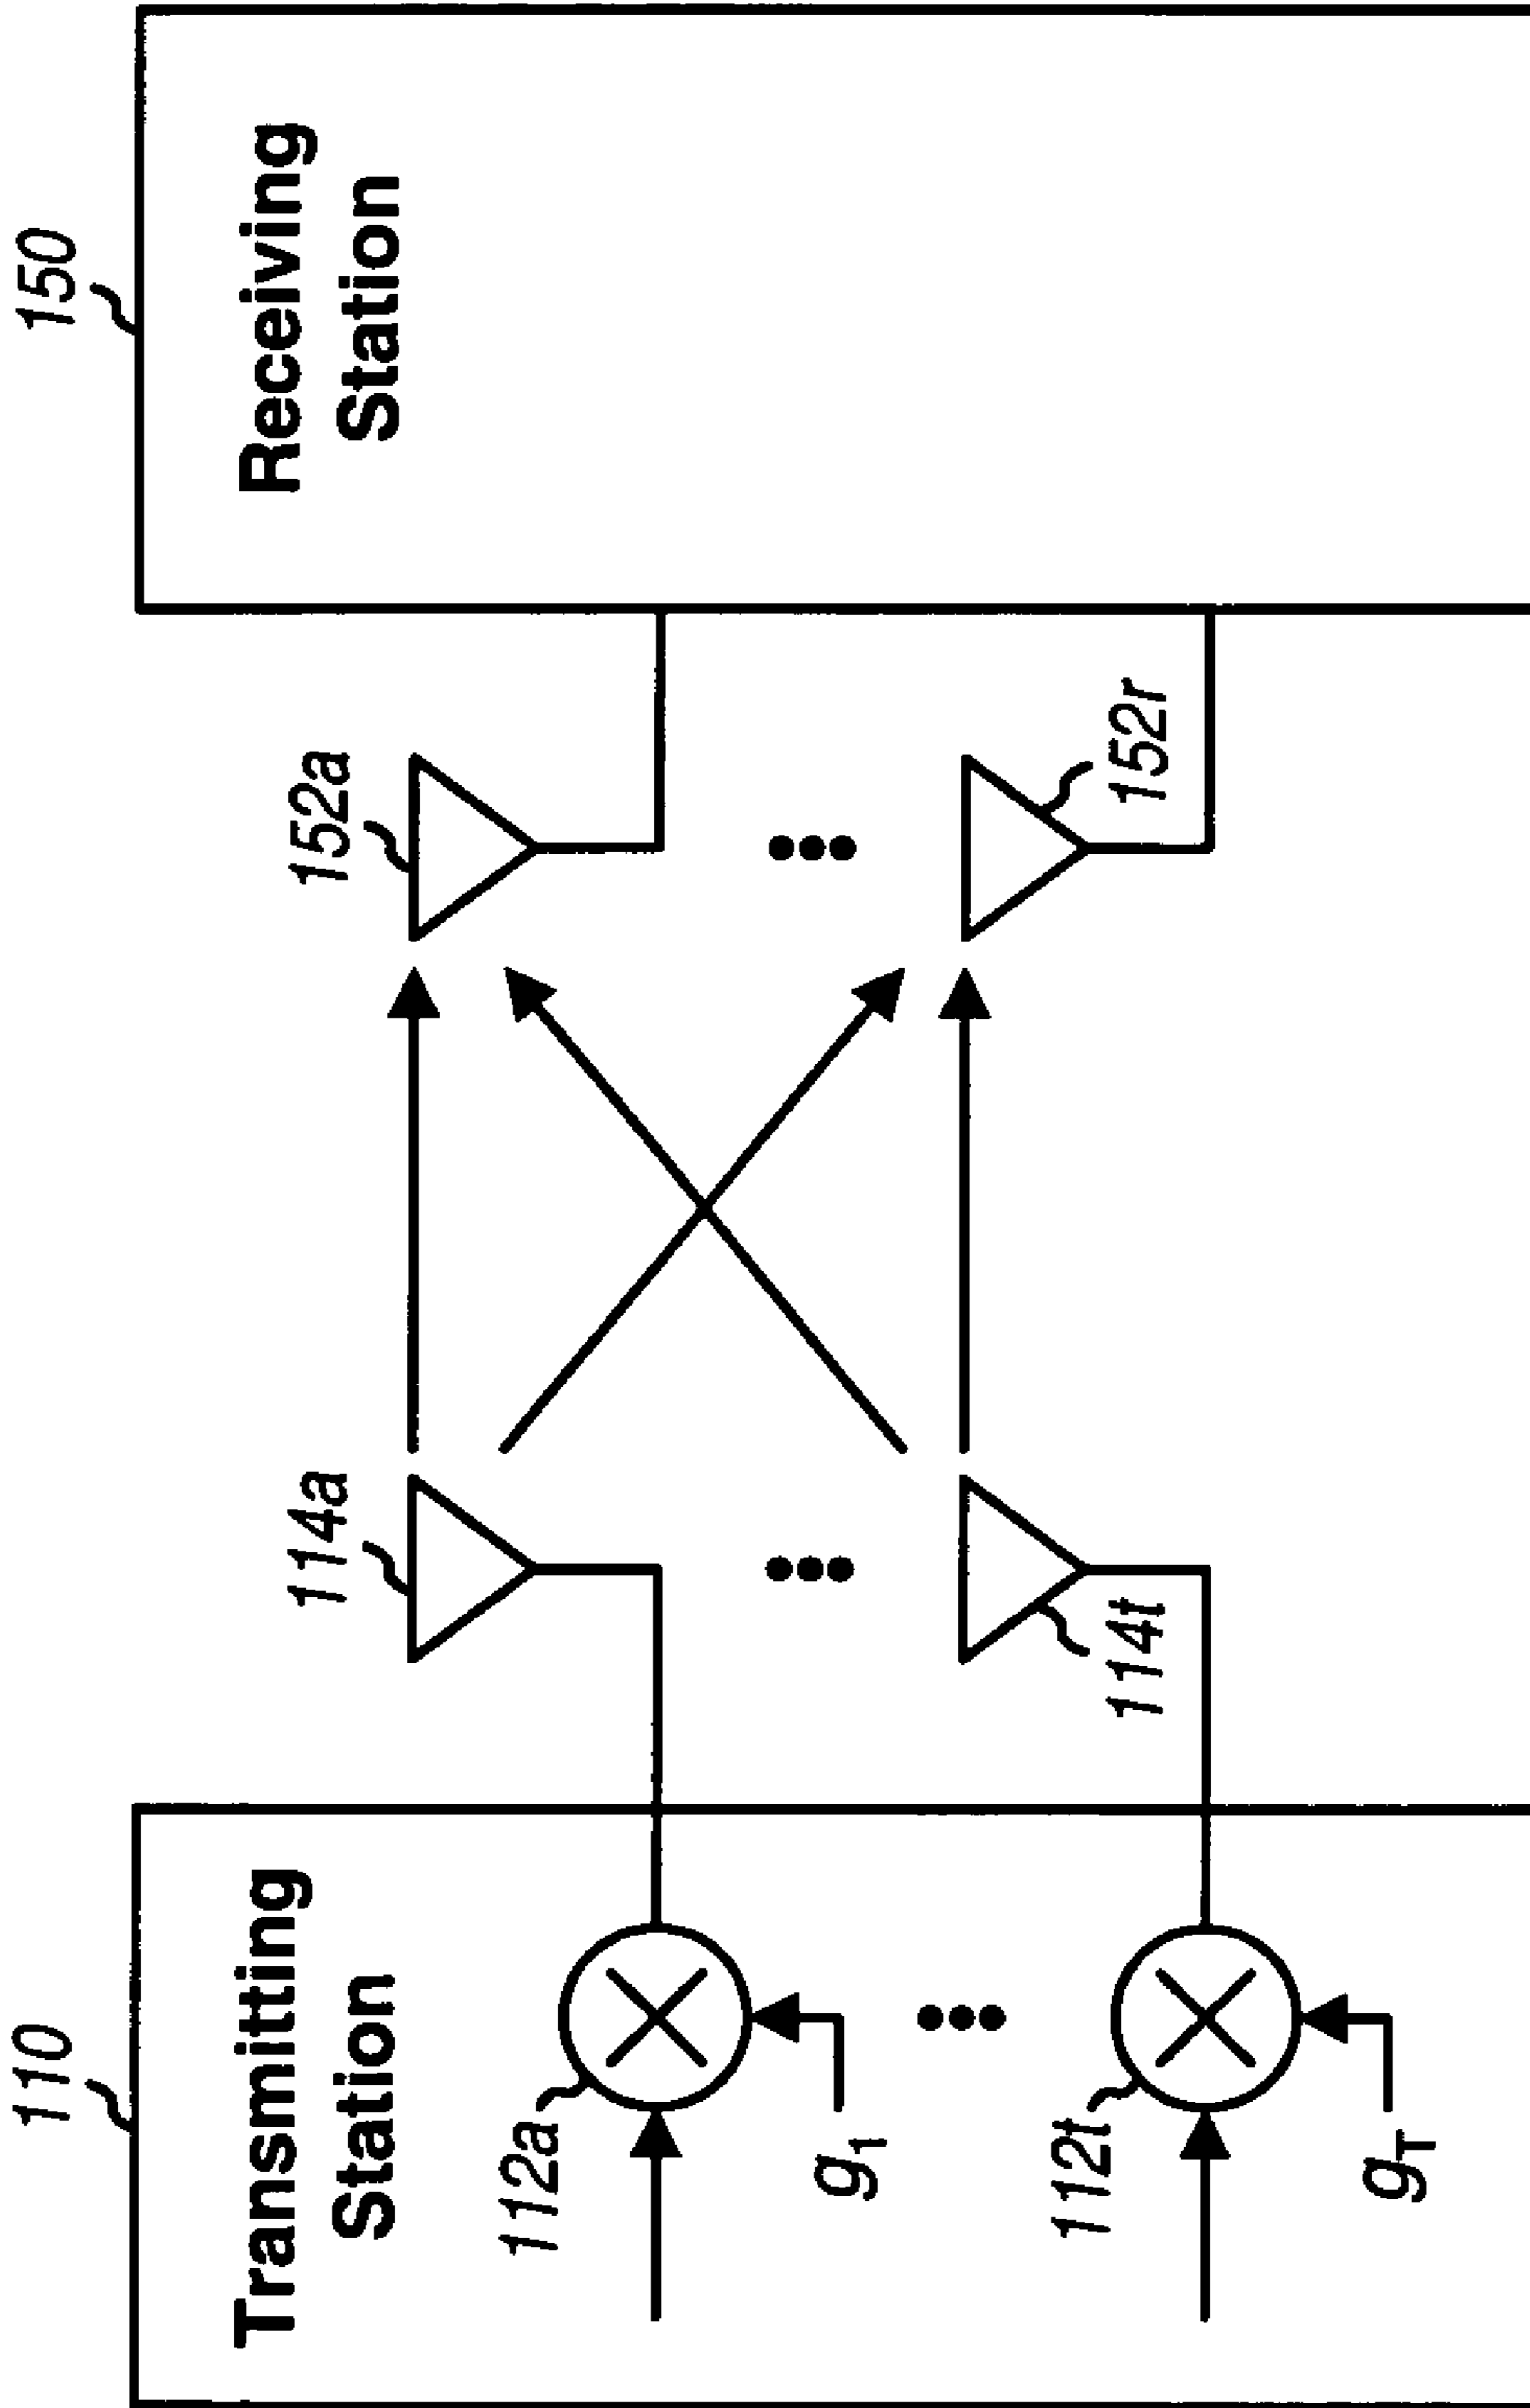 110
Transmitting
Station
112a
g1
112t
gT
114a
114t
152a
152r
150
Receiving
Station